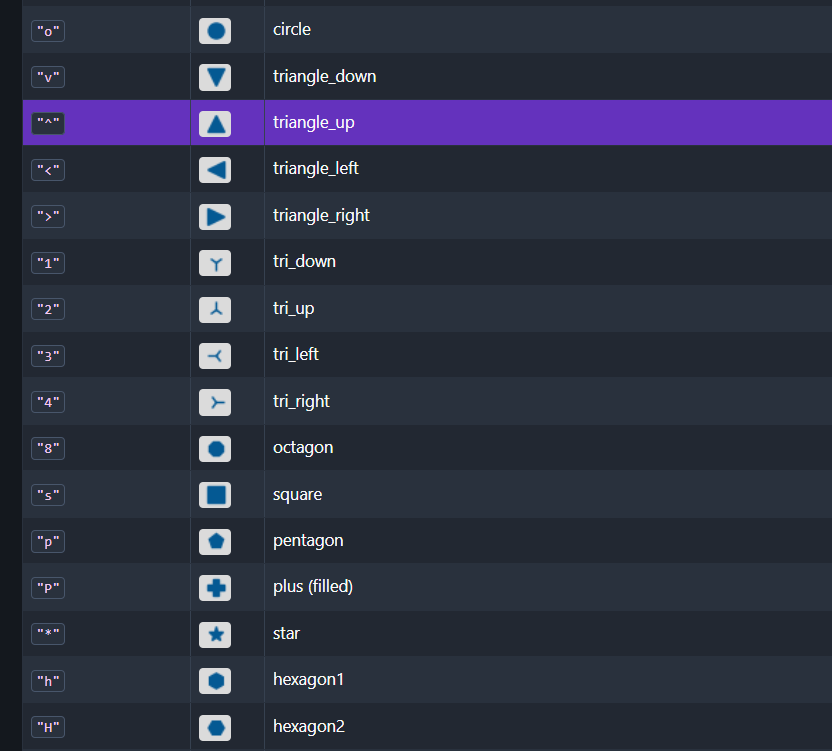 "o" circle
"v" triangle_down
"^" triangle_up
"<" triangle_left
">" triangle_right
"1" tri_down
"2" tri_up
"3" tri_left
"4" tri_right
"8" octagon
"s" square
"p" pentagon
"P" plus (filled)
"*" star
"h" hexagon1
"H" hexagon2